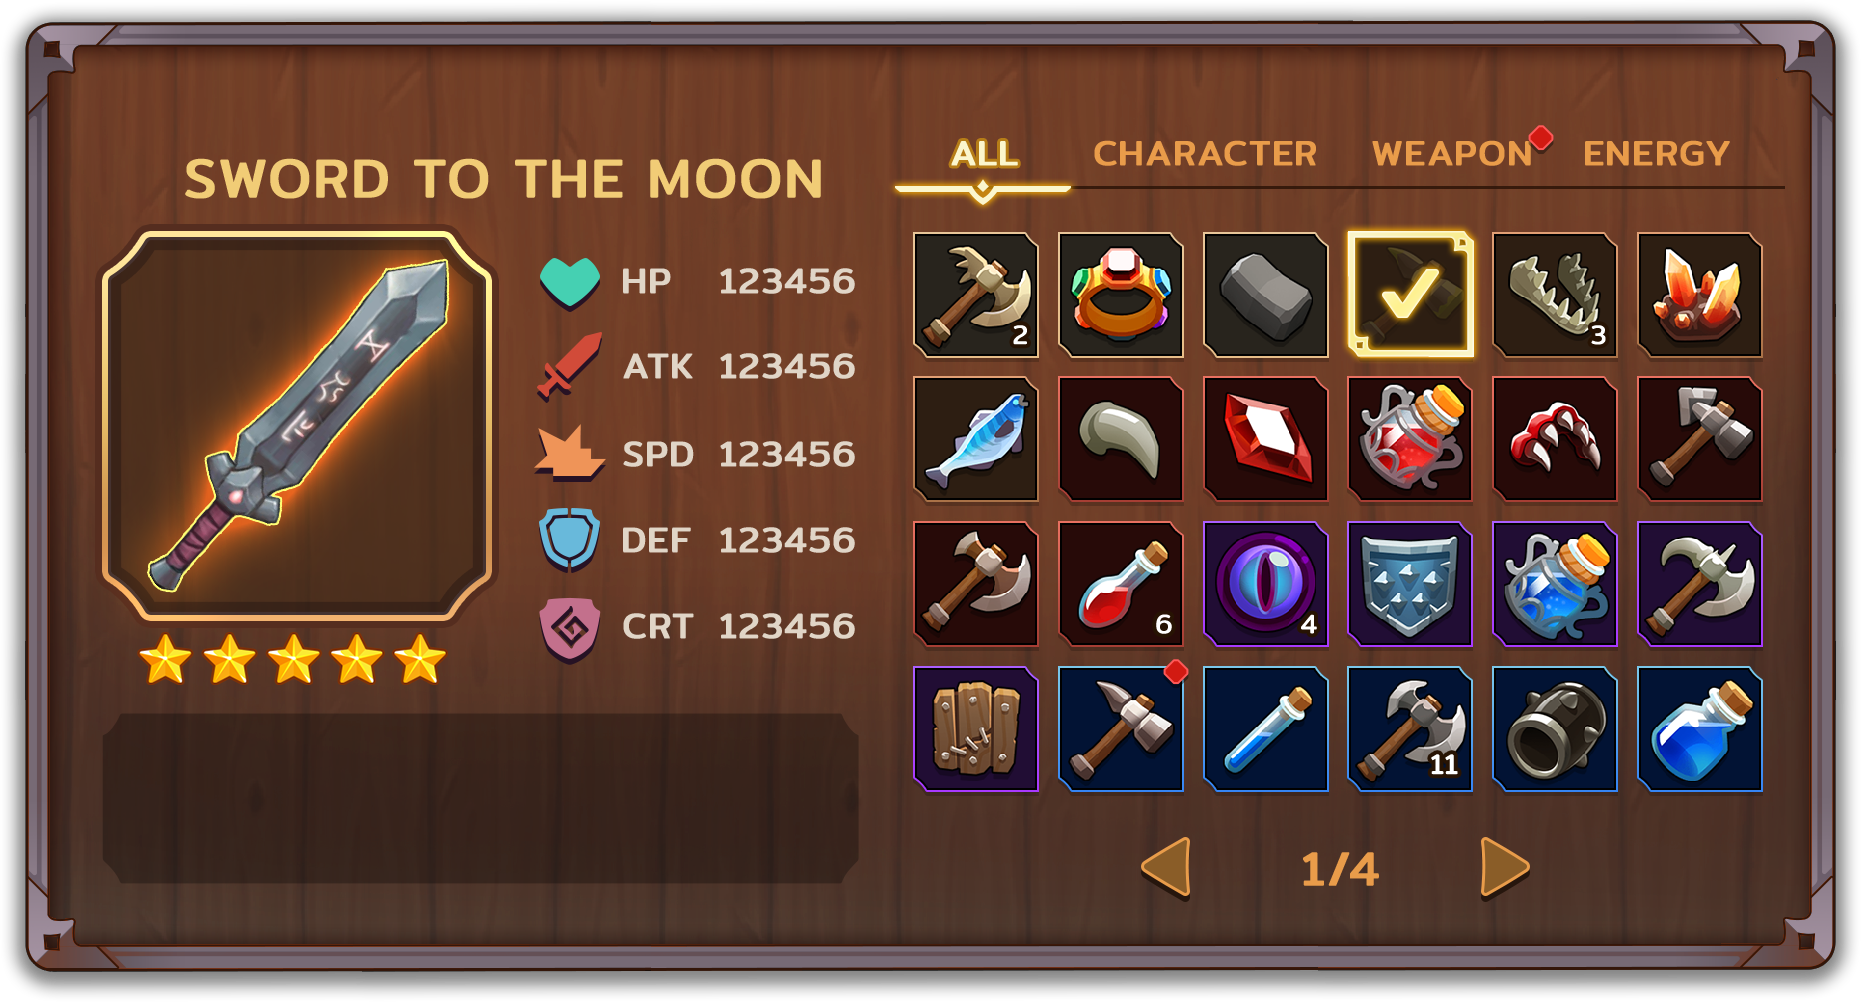 SWORD TO THE MOON
HP 123456
ATK 123456
SPD 123456
DEF 123456
CRT 123456
ALL CHARACTER WEAPON ENERGY
2
3
6
4
11
1/4